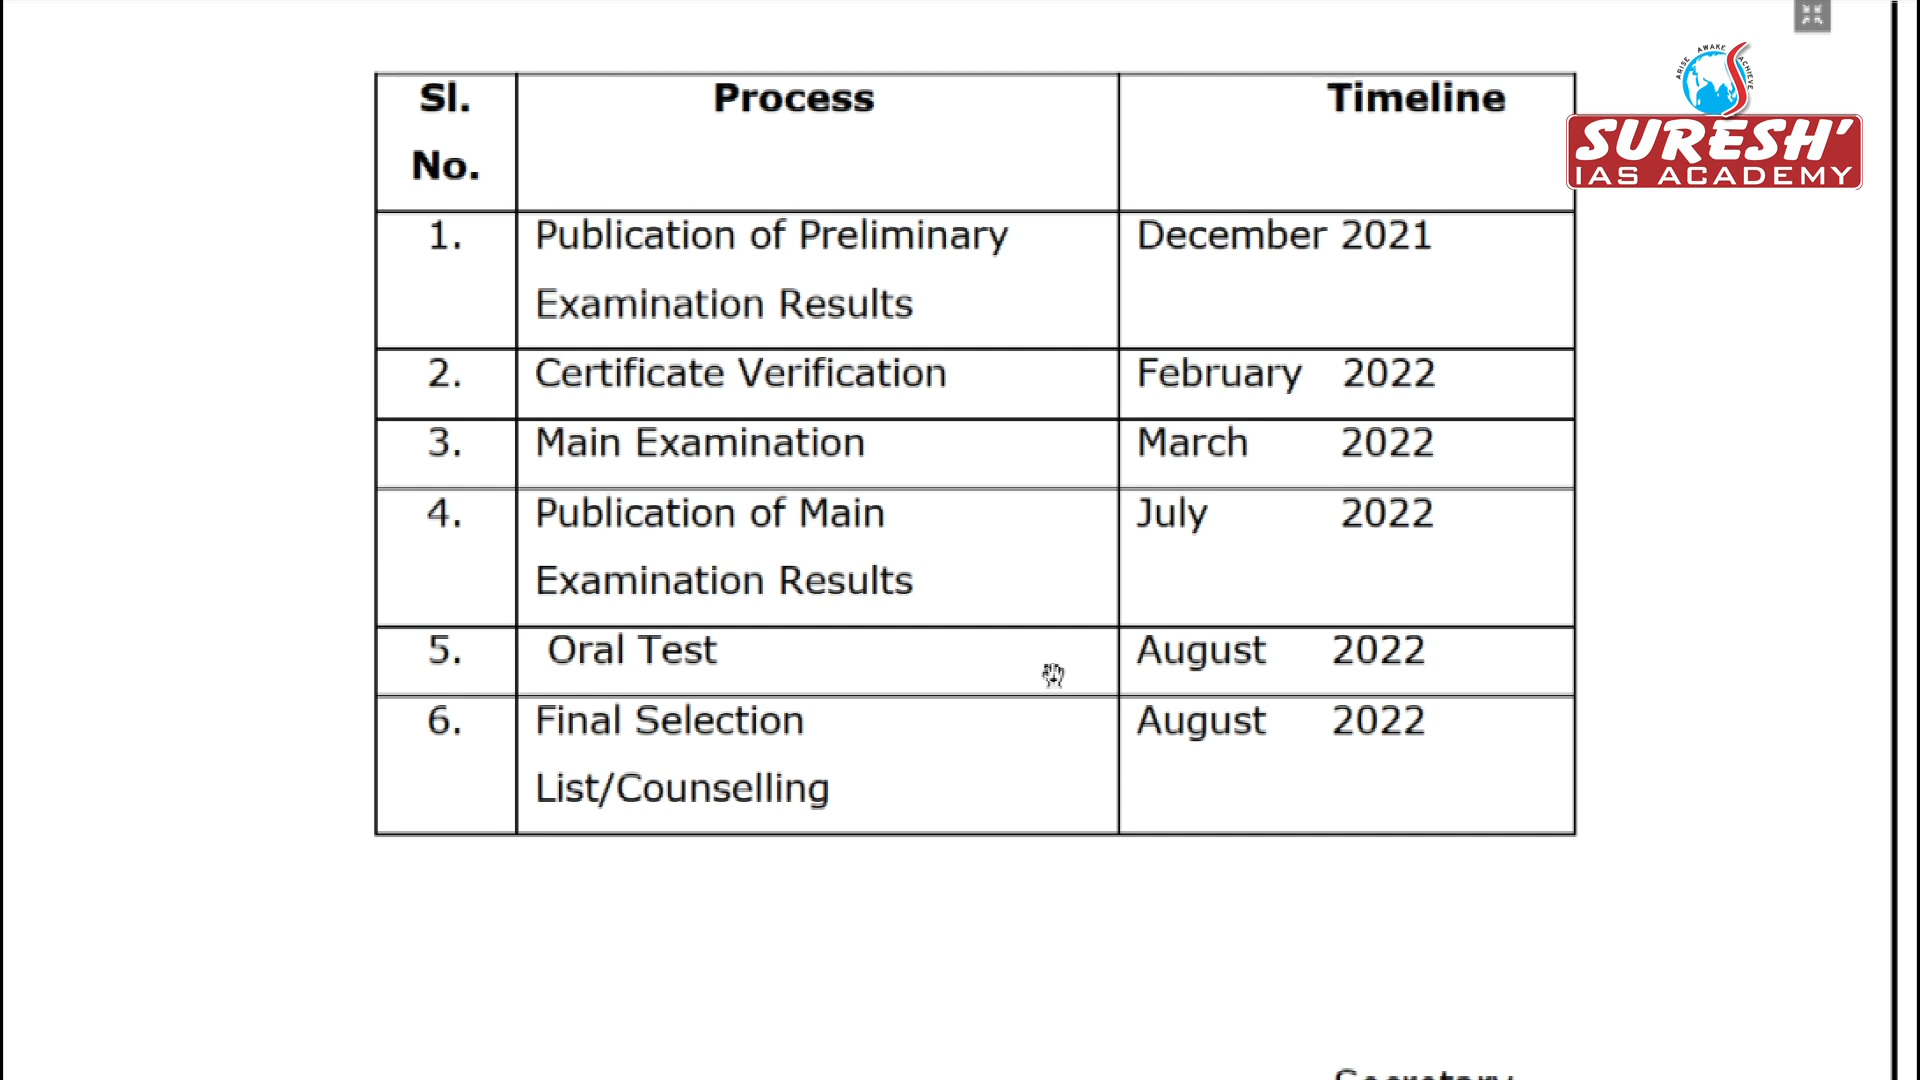 ARISE AWAKE ACHIEVE
SURESH'
IAS ACADEMY
Sl. No. Process Timeline
1. Publication of Preliminary Examination Results December 2021
2. Certificate Verification February 2022
3. Main Examination March 2022
4. Publication of Main Examination Results July 2022
5. Oral Test August 2022
6. Final Selection List/Counselling August 2022
Secretary